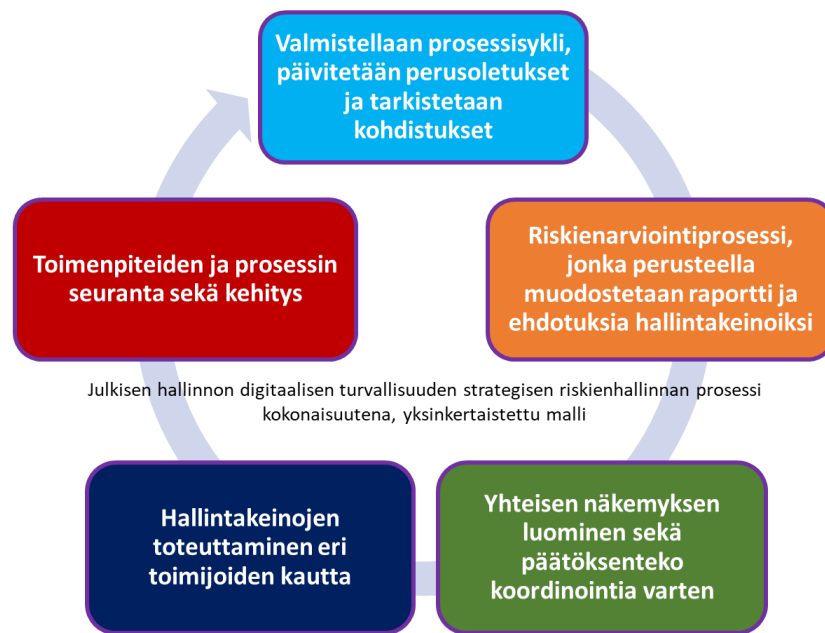 Valmistellaan prosessisykli,
päivitetään perusoletukset
ja tarkistetaan
kohdistukset
Riskienarviointiprosessi,
jonka perusteella
muodostetaan raportti ja
ehdotuksia hallintakeinoiksi
Yhteisen näkemyksen
luominen sekä
päätöksenteko
koordinointia varten
Hallintakeinojen
toteuttaminen eri
toimijoiden kautta
Toimenpiteiden ja prosessin
seuranta sekä kehitys
Julkisen hallinnon digitaalisen turvallisuuden strategisen riskienhallinnan prosessi
kokonaisuutena, yksinkertaistettu malli